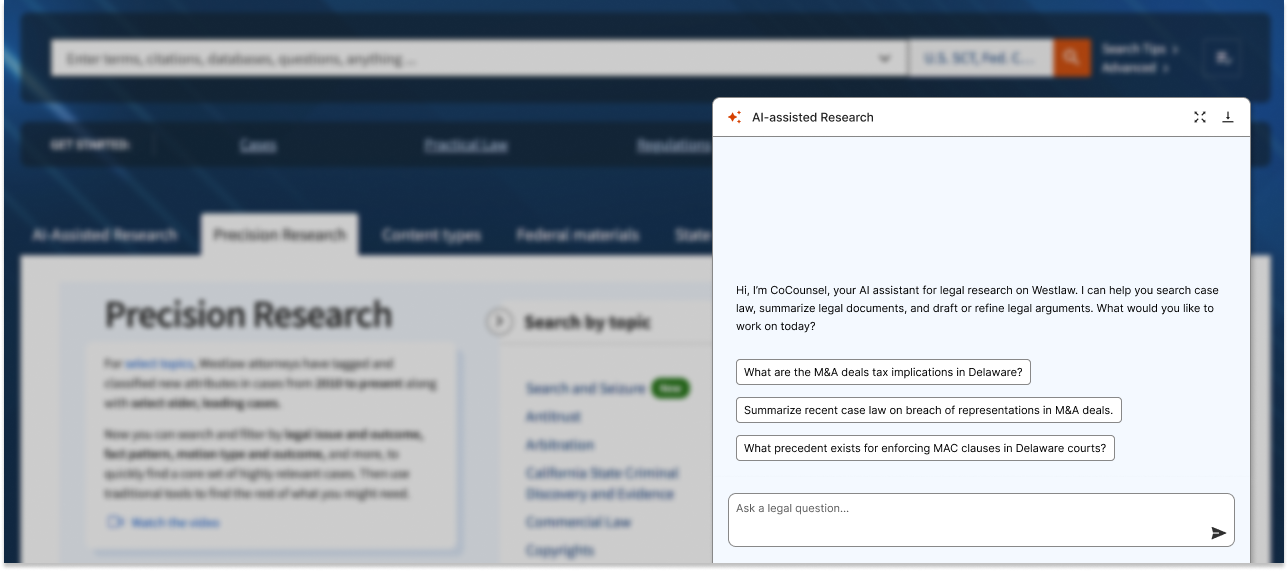 Enter terms, citations, databases, questions, anything ...
U.S. SCT, Fed. C...
Search Tips
Advanced
GET STARTED:
Cases
Practical Law
Regulations
AI-Assisted Research
Precision Research
Content types
Federal materials
State
Precision Research
For select topics, Westlaw attorneys have tagged and
classified new attributes in cases from 2010 to present along
with select older, leading cases.
Now you can search and filter by legal issue and outcome,
fact pattern, motion type and outcome, and more, to
quickly find a core set of highly relevant cases. Then use
traditional tools to find the rest of what you might need.
Watch the video
Search by topic
Search and Seizure New
Antitrust
Arbitration
California State Criminal
Discovery and Evidence
Commercial Law
Copyrights
AI-assisted Research
Hi, I’m CoCounsel, your AI assistant for legal research on Westlaw. I can help you search case
law, summarize legal documents, and draft or refine legal arguments. What would you like to
work on today?
What are the M&A deals tax implications in Delaware?
Summarize recent case law on breach of representations in M&A deals.
What precedent exists for enforcing MAC clauses in Delaware courts?
Ask a legal question...